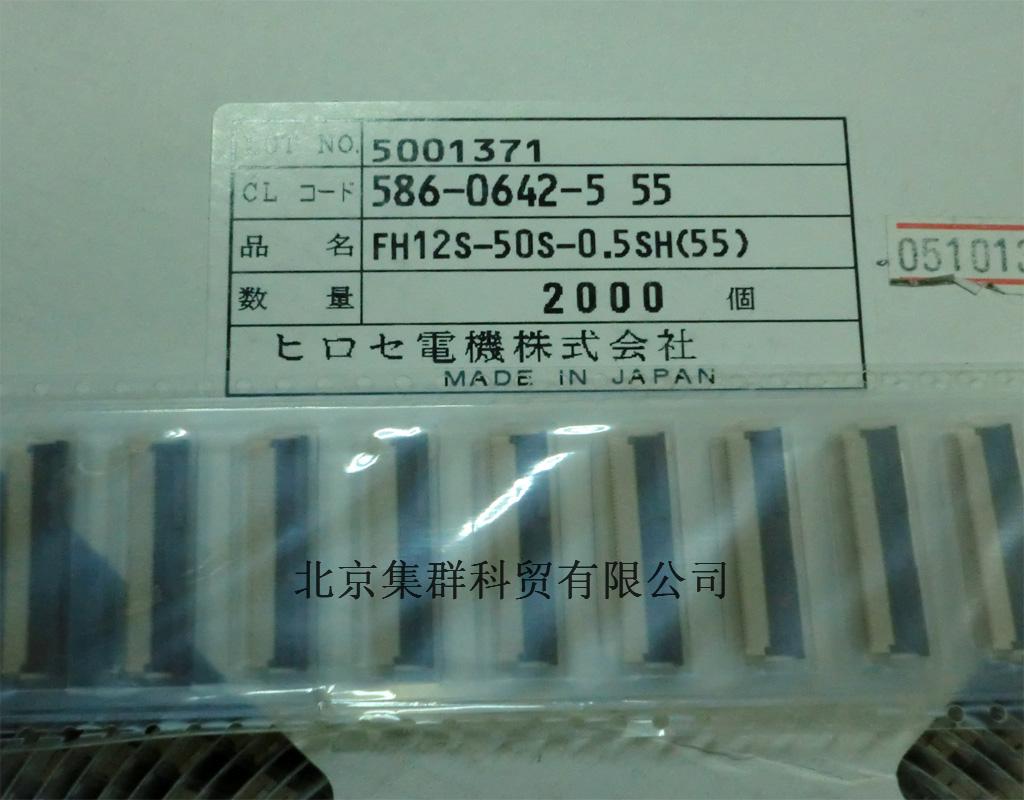 LOT NO. 5001371
CL コード 586-0642-5 55
品 名 FH12S-50S-0.5SH(55)
数 量 2000 個
ヒロセ電機株式会社
MADE IN JAPAN
051013
北京集群科贸有限公司